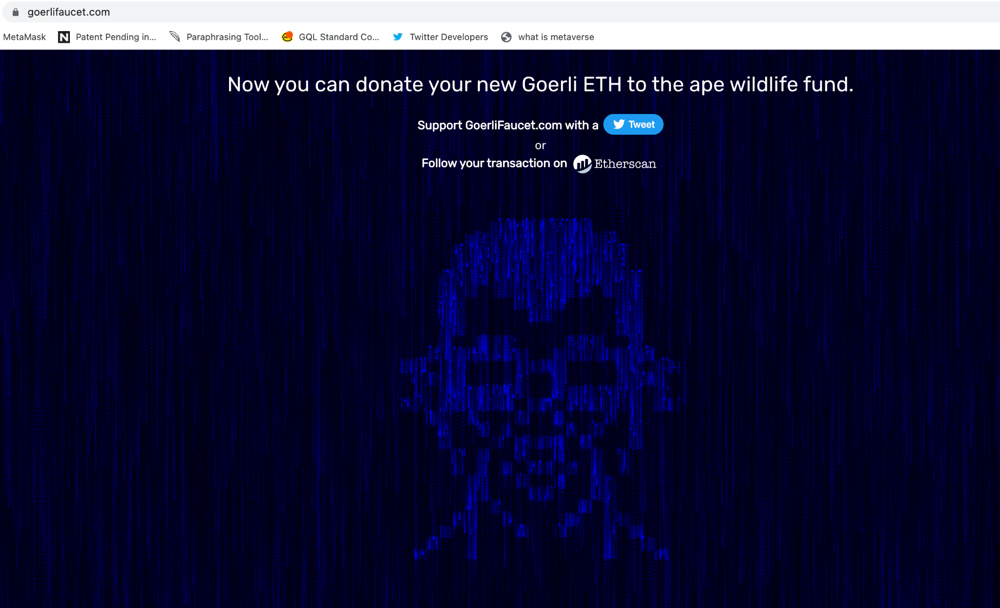 goerlifaucet.com
MetaMask Patent Pending in... Paraphrasing Tool... GQL Standard Co... Twitter Developers what is metaverse
Now you can donate your new Goerli ETH to the ape wildlife fund.
Support GoerliFaucet.com with a Tweet
or
Follow your transaction on Etherscan